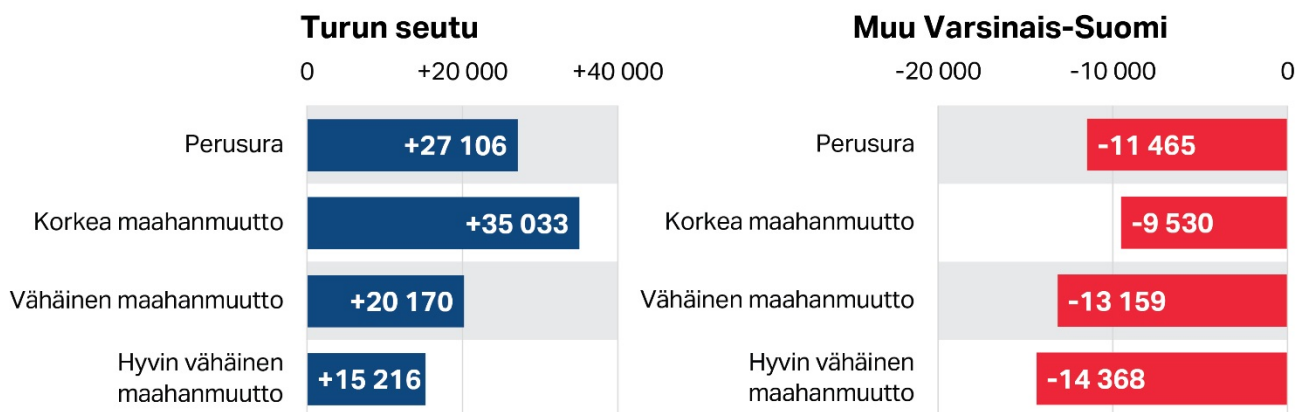 Turun seutu
0 +20 000 +40 000
Perusura +27 106
Korkea maahanmuutto +35 033
Vähäinen maahanmuutto +20 170
Hyvin vähäinen
maahanmuutto +15 216
Muu Varsinais-Suomi
-20 000 -10 000 0
Perusura -11 465
Korkea maahanmuutto -9 530
Vähäinen maahanmuutto -13 159
Hyvin vähäinen
maahanmuutto -14 368